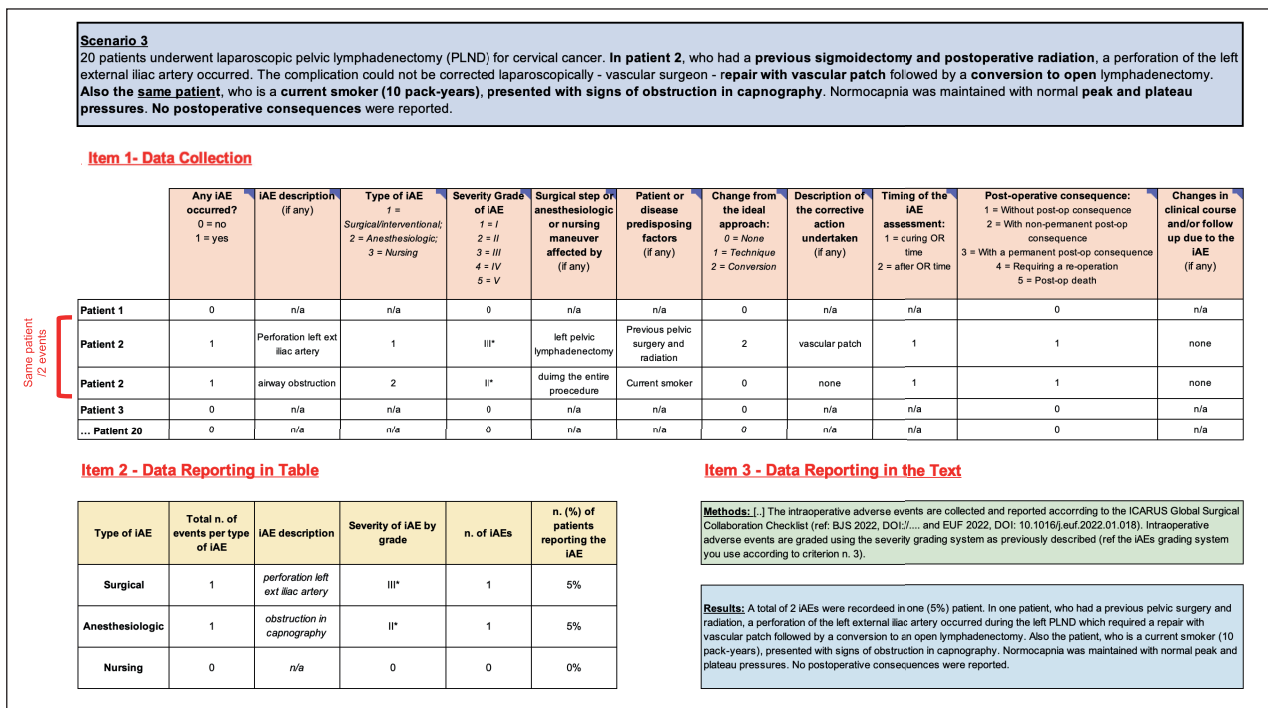 Scenario 3
20 patients underwent laparoscopic pelvic lymphadenectomy (PLND) for cervical cancer. In patient 2, who had a previous sigmoidectomy and postoperative radiation, a perforation of the left
external iliac artery occurred. The complication could not be corrected laparoscopically - vascular surgeon - repair with vascular patch followed by a conversion to open lymphadenectomy.
Also the same patient, who is a current smoker (10 pack-years), presented with signs of obstruction in capnography. Normocapnia was maintained with normal peak and plateau
pressures. No postoperative consequences were reported.
Item 1- Data Collection
Any iAE
occurred?
0 = no
1 = yes
iAE description
(if any)
Type of iAE
1 =
Surgical/interventional;
2 = Anesthesiologic;
3 = Nursing
Severity Grade
of iAE
1 = I
2 = II
3 = III
4 = IV
5 = V
Surgical step or
anesthesiologic
or nursing
maneuver
affected by
(if any)
Patient or
disease
predisposing
factors
(if any)
Change from
the ideal
approach:
0 = None
1 = Technique
2 = Conversion
Description of
the corrective
action
undertaken
(if any)
Timing of the
iAE
assessment:
1 = curing OR
time
2 = after OR time
Post-operative consequence:
1 = Without post-op consequence
2 = With non-permanent post-op
consequence
3 = With a permanent post-op consequence
4 = Requiring a re-operation
5 = Post-op death
Changes in
clinical course
and/or follow
up due to the
iAE
(if any)
Patient 1 0 n/a n/a 0 n/a n/a 0 n/a n/a 0 n/a
Same patient
/2 events
Patient 2 1 Perforation left ext
iliac artery 1 III* left pelvic
lymphadenectomy Previous pelvic
surgery and
radiation 2 vascular patch 1 1 none
Patient 2 1 airway obstruction 2 II* duirng the entire
proecedure Current smoker 0 none 1 1 none
Patient 3 0 n/a n/a 0 n/a n/a 0 n/a n/a 0 n/a
... Patient 20 0 n/a n/a 0 n/a n/a 0 n/a n/a 0 n/a
Item 2 - Data Reporting in Table
Type of iAE
Total n. of
events per type
of iAE
iAE description
Severity of iAE by
grade
n. of iAEs
n. (%) of
patients
reporting the
iAE
Surgical 1 perforation left
ext iliac artery III* 1 5%
Anesthesiologic 1 obstruction in
capnography II* 1 5%
Nursing 0 n/a 0 0 0%
Item 3 - Data Reporting in the Text
Methods: [..] The intraoperative adverse events are collected and reported according to the ICARUS Global Surgical
Collaboration Checklist (ref: BJS 2022, DOI://.... and EUF 2022, DOI: 10.1016/j.euf.2022.01.018). Intraoperative
adverse events are graded using the severity grading system as previously described (ref the iAEs grading system
you use according to criterion n. 3).
Results: A total of 2 iAEs were recordeed in one (5%) patient. In one patient, who had a previous pelvic surgery and
radiation, a perforation of the left external iliac artery occurred during the left PLND which required a repair with
vascular patch followed by a conversion to an open lymphadenectomy. Also the patient, who is a current smoker (10
pack-years), presented with signs of obstruction in capnography. Normocapnia was maintained with normal peak and
plateau pressures. No postoperative consequences were reported.